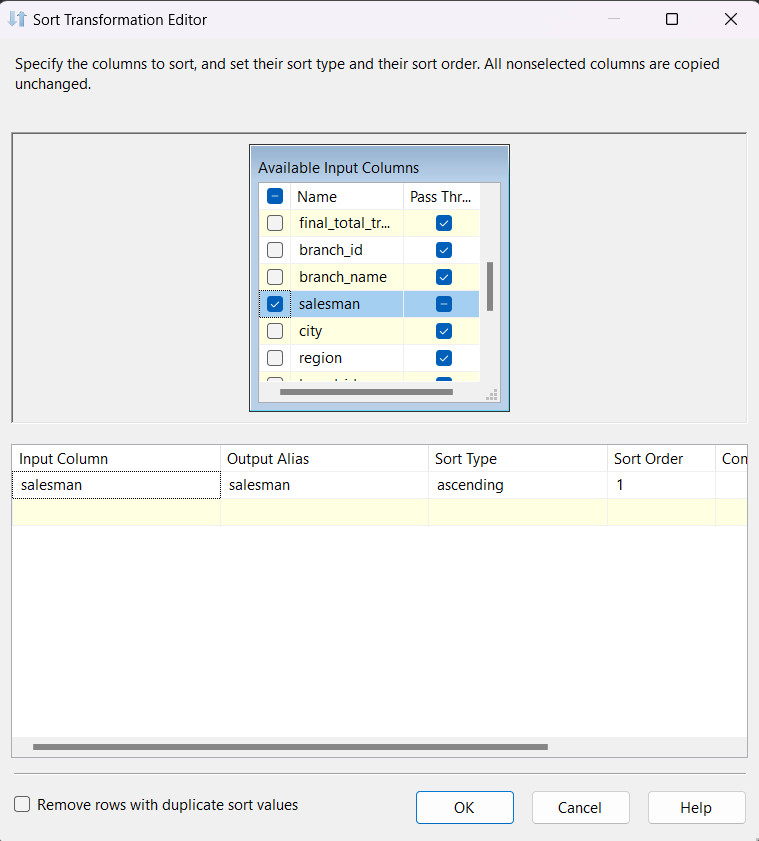 Sort Transformation Editor
Specify the columns to sort, and set their sort type and their sort order. All nonselected columns are copied
unchanged.
Available Input Columns
Name Pass Thr...
final_total_tr...
branch_id
branch_name
salesman
city
region
Input Column Output Alias Sort Type Sort Order Con
salesman salesman ascending 1
Remove rows with duplicate sort values
OK Cancel Help